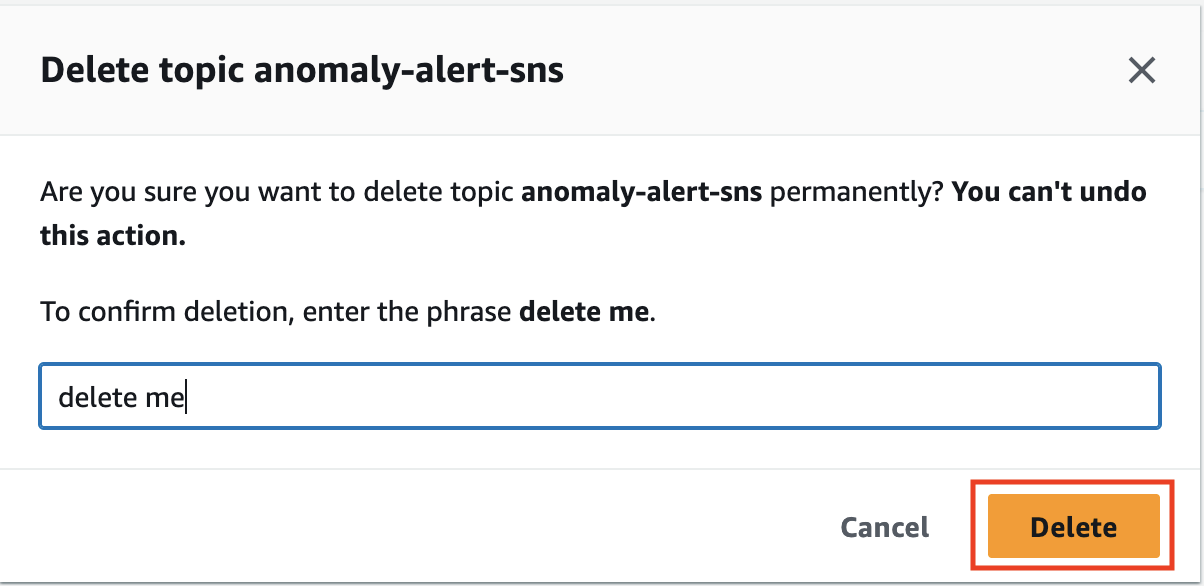 Delete topic anomaly-alert-sns
Are you sure you want to delete topic anomaly-alert-sns permanently? You can't undo
this action.
To confirm deletion, enter the phrase delete me.
delete me
Cancel
Delete